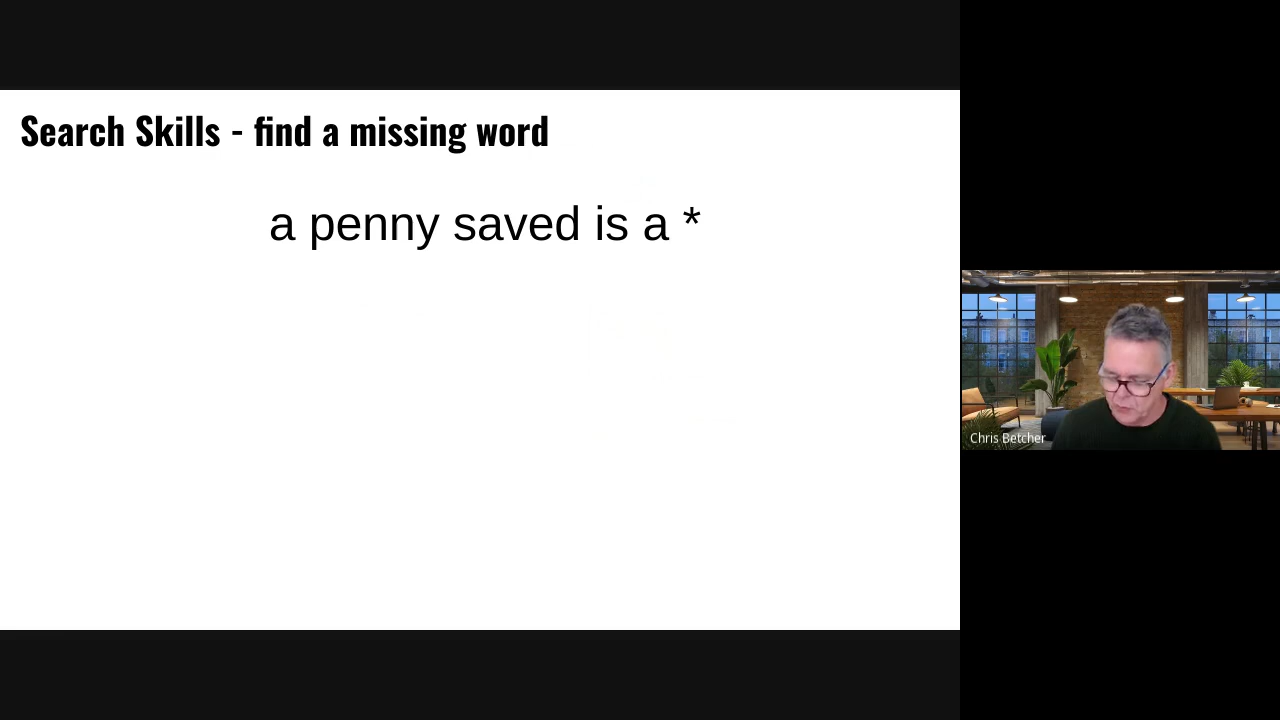 Search Skills - find a missing word
a penny saved is a *
Chris Betcher